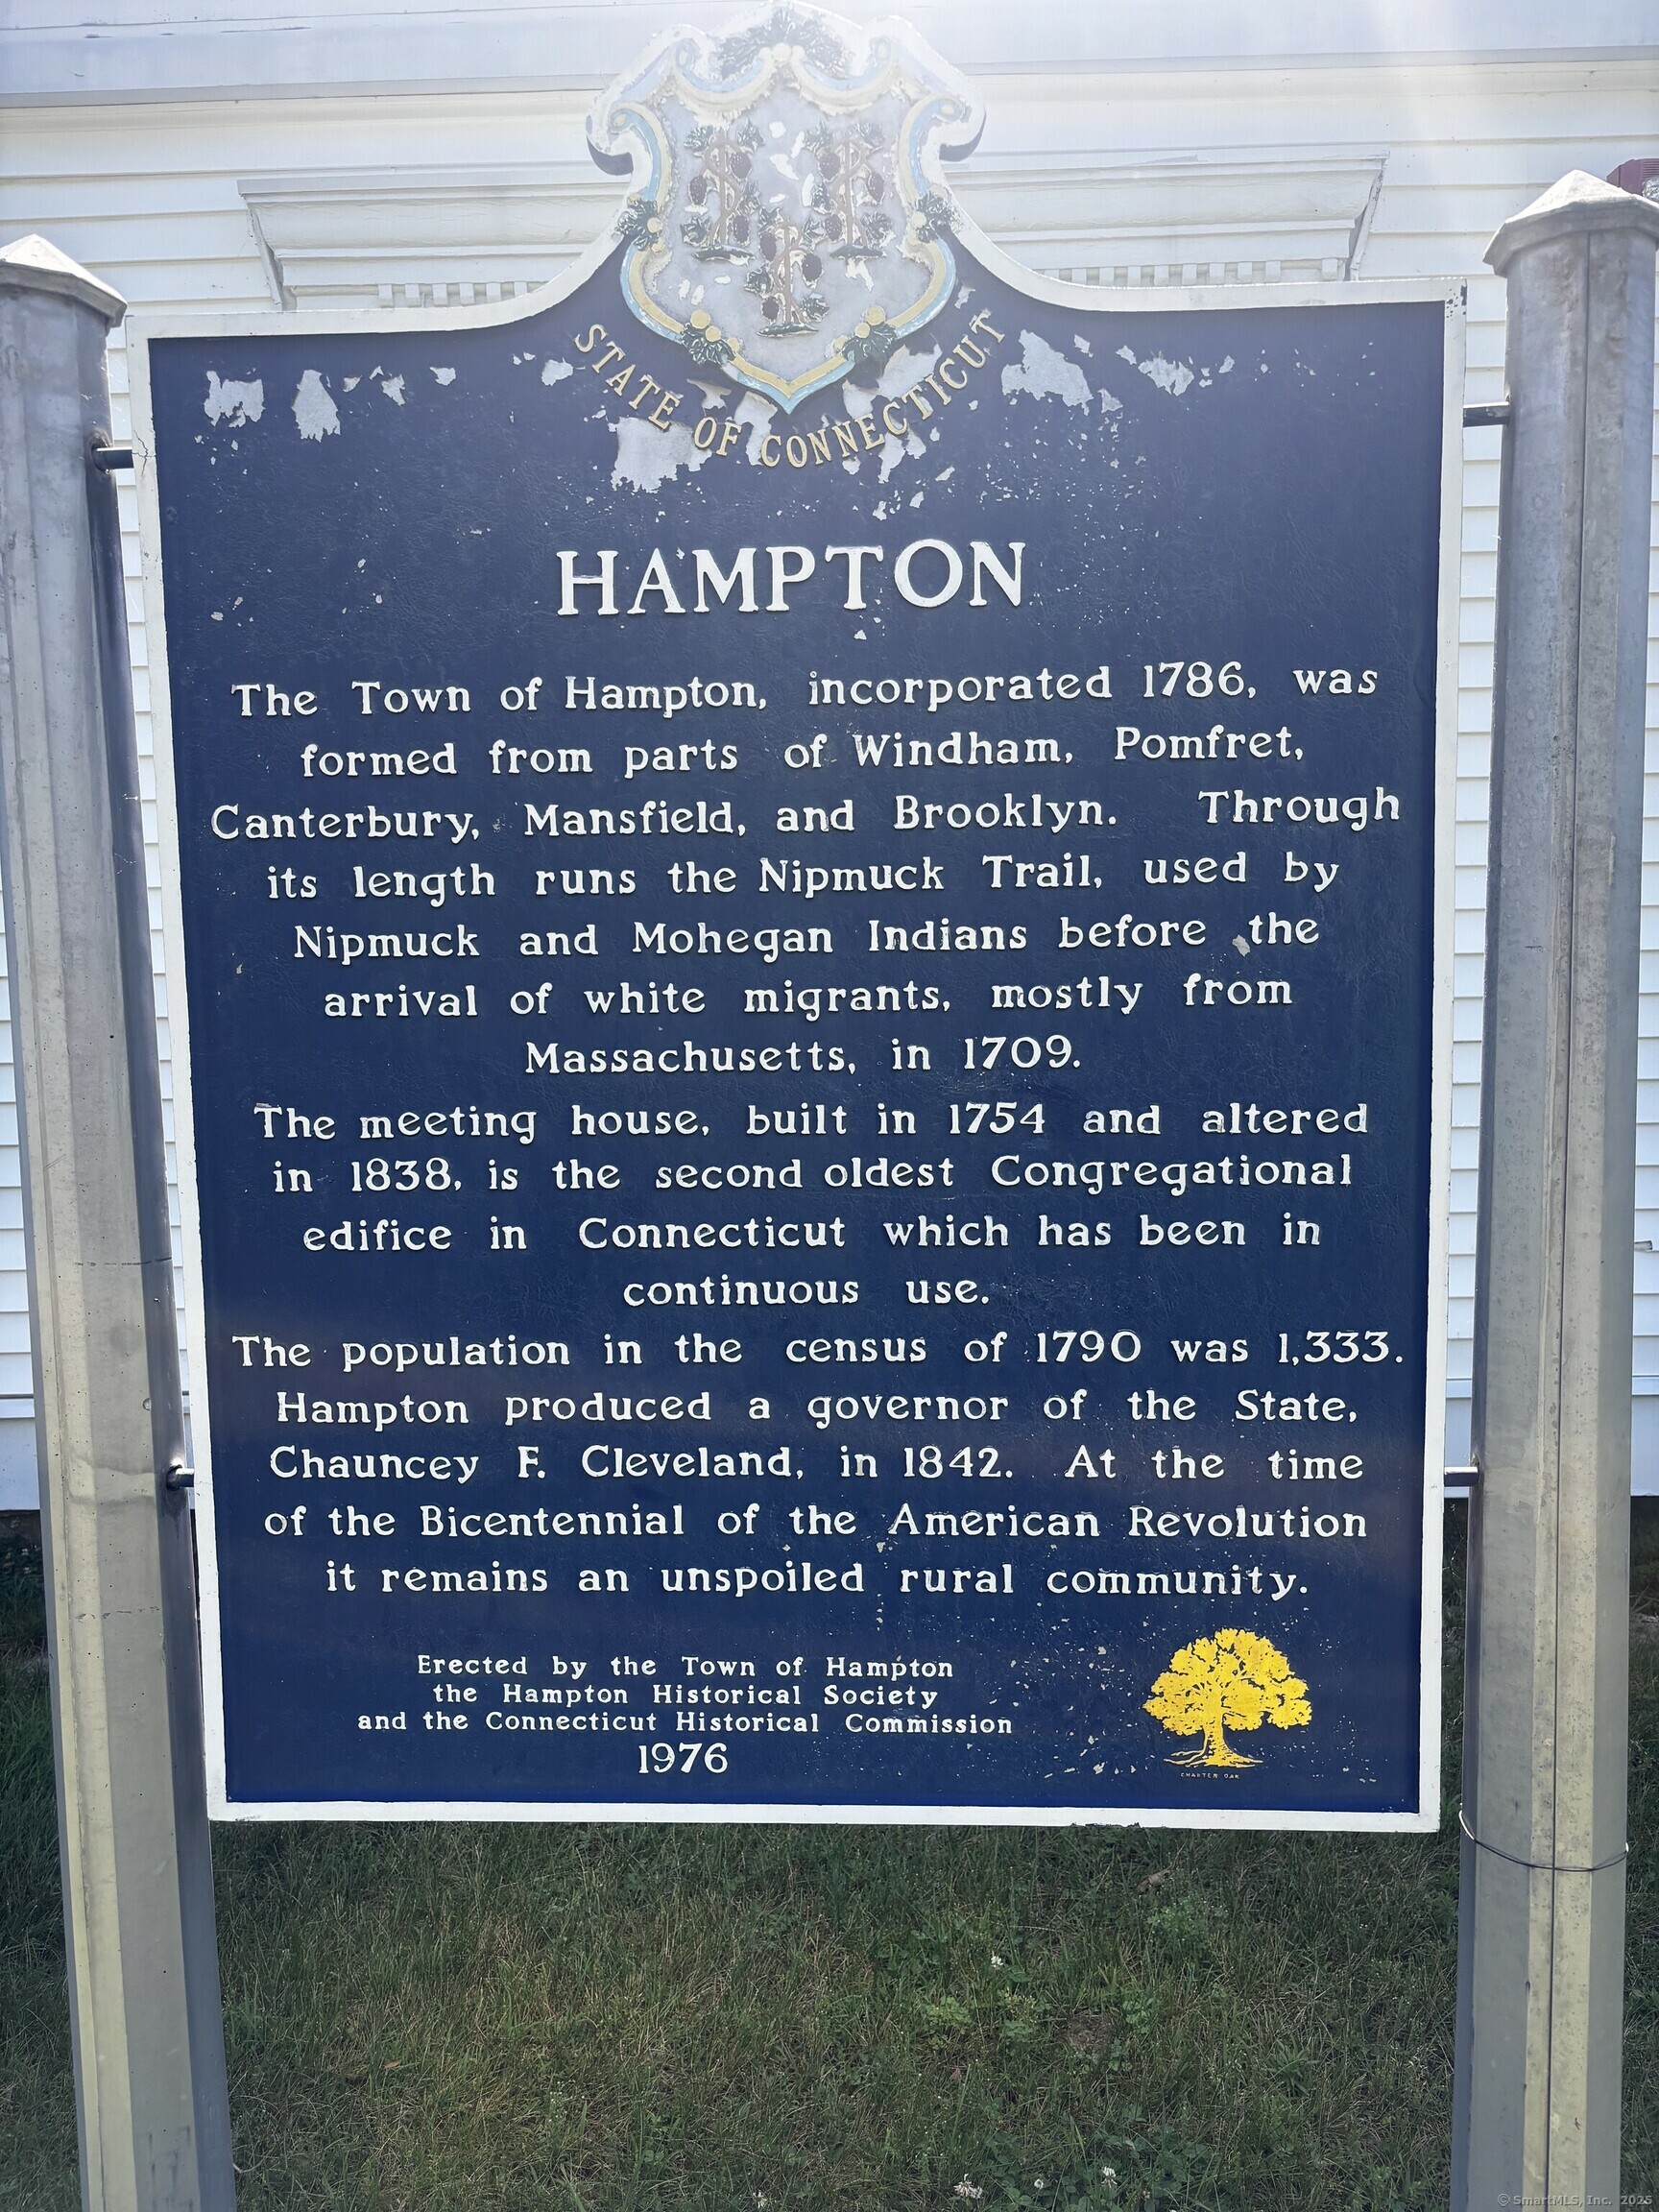 STATE OF CONNECTICUT
HAMPTON
The Town of Hampton, incorporated 1786, was
formed from parts of Windham, Pomfret,
Canterbury, Mansfield, and Brooklyn. Through
its length runs the Nipmuck Trail, used by
Nipmuck and Mohegan Indians before the
arrival of white migrants, mostly from
Massachusetts, in 1709.
The meeting house, built in 1754 and altered
in 1838, is the second oldest Congregational
edifice in Connecticut which has been in
continuous use.
The population in the census of 1790 was 1,333.
Hampton produced a governor of the State,
Chauncey F. Cleveland, in 1842. At the time
of the Bicentennial of the American Revolution
it remains an unspoiled rural community.
Erected by the Town of Hampton
the Hampton Historical Society
and the Connecticut Historical Commission
1976
CHARTER OAK
© SmartMLS, Inc. 2025